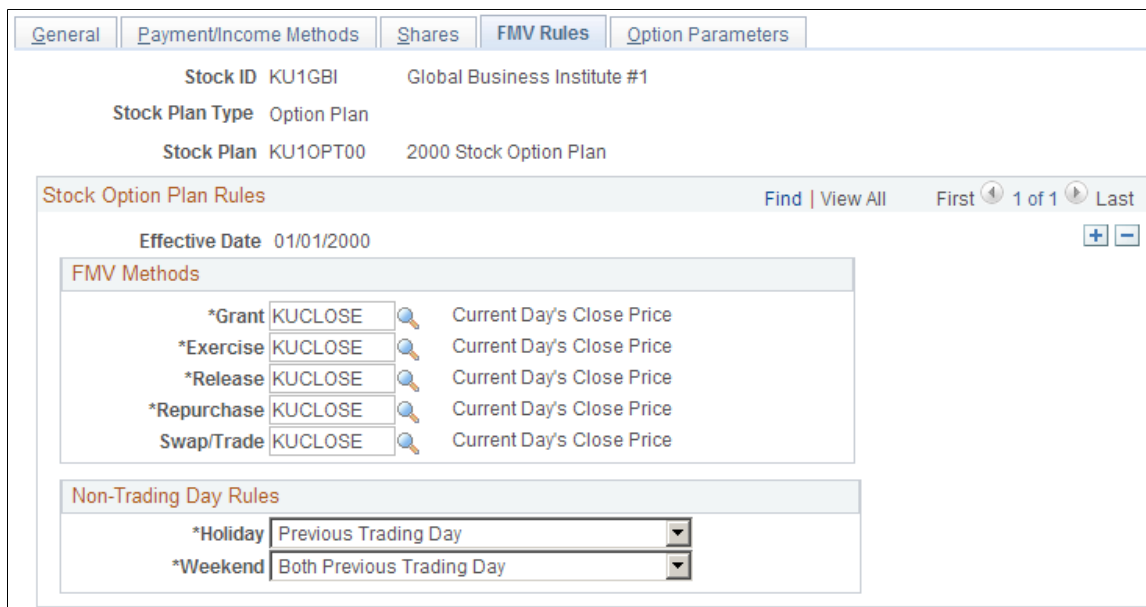 General Payment/Income Methods Shares FMV Rules Option Parameters
Stock ID KU1GBI Global Business Institute #1
Stock Plan Type Option Plan
Stock Plan KU1OPT00 2000 Stock Option Plan
Stock Option Plan Rules Find | View All First 1 of 1 Last
Effective Date 01/01/2000
FMV Methods
*Grant KUCLOSE Current Day's Close Price
*Exercise KUCLOSE Current Day's Close Price
*Release KUCLOSE Current Day's Close Price
*Repurchase KUCLOSE Current Day's Close Price
Swap/Trade KUCLOSE Current Day's Close Price
Non-Trading Day Rules
*Holiday Previous Trading Day
*Weekend Both Previous Trading Day